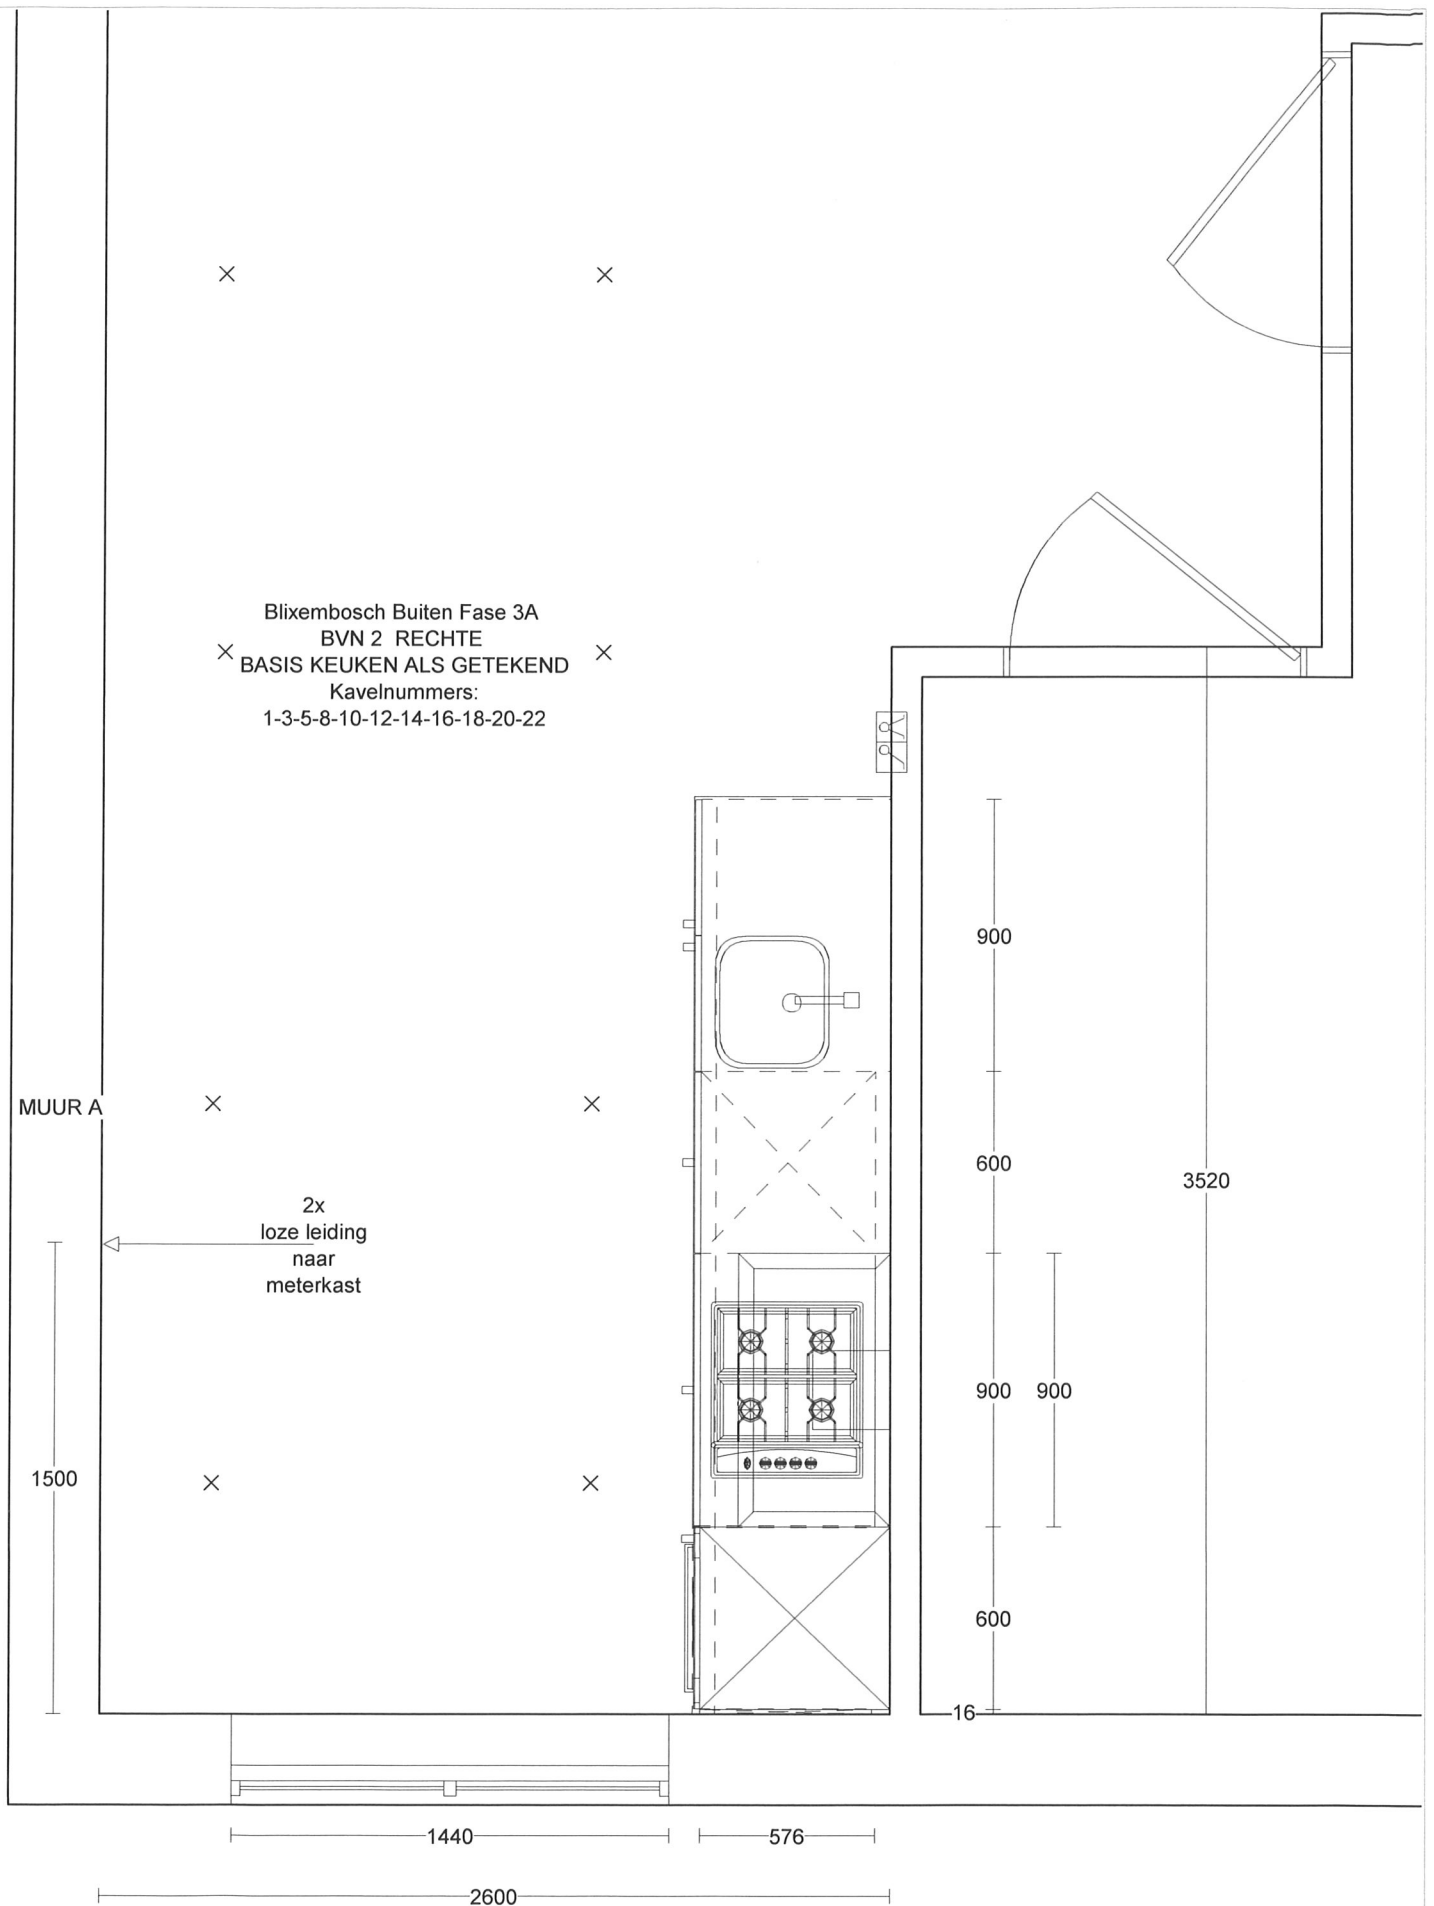 Blixembosch Buiten Fase 3A
BVN 2 RECHTE
BASIS KEUKEN ALS GETEKEND
Kavelnummers:
1-3-5-8-10-12-14-16-18-20-22
900
MUUR A
600
3520
2x
loze leiding
naar
meterkast
900
900
1500
600
16
1440
576
2600